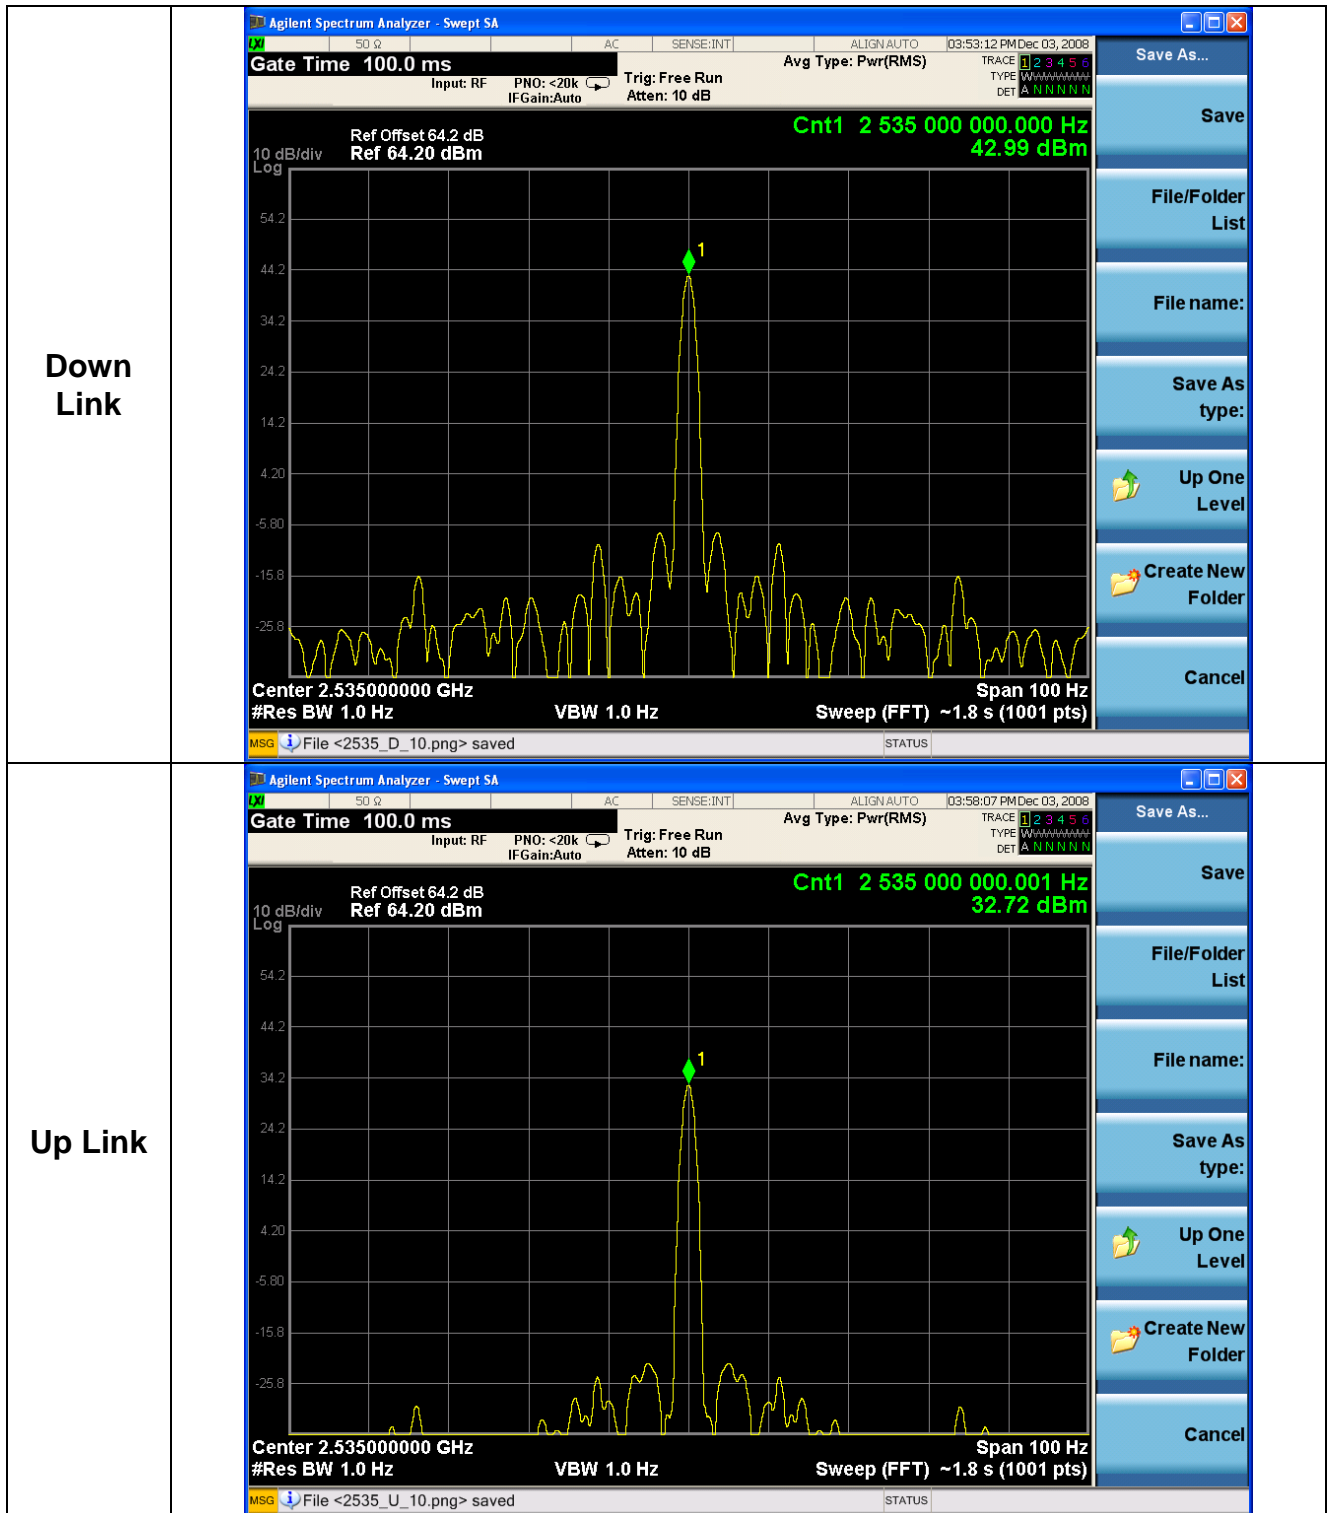 Down
Link
Agilent Spectrum Analyzer - Swept SA
LXI
50 Ω
AC
SENSE:INT
ALIGN AUTO
03:53:12 PM Dec 03, 2008
Gate Time 100.0 ms
Input: RF
PNO: <20k
IFGain:Auto
Trig: Free Run
Atten: 10 dB
Avg Type: Pwr(RMS)
TRACE 1 2 3 4 5 6
TYPE
DET A N N N N N
Cnt1 2 535 000 000.000 Hz
42.99 dBm
Ref Offset 64.2 dB
10 dB/div Ref 64.20 dBm
Log
1
54.2
44.2
34.2
24.2
14.2
4.20
-5.80
-15.8
-25.8
Center 2.535000000 GHz
Span 100 Hz
#Res BW 1.0 Hz
VBW 1.0 Hz
Sweep (FFT) ~1.8 s (1001 pts)
MSG
File <2535_D_10.png> saved
STATUS
Save As...
Save
File/Folder
List
File name:
Save As
type:
Up One
Level
Create New
Folder
Cancel
Up Link
Agilent Spectrum Analyzer - Swept SA
LXI
50 Ω
AC
SENSE:INT
ALIGN AUTO
03:58:07 PM Dec 03, 2008
Gate Time 100.0 ms
Input: RF
PNO: <20k
IFGain:Auto
Trig: Free Run
Atten: 10 dB
Avg Type: Pwr(RMS)
TRACE 1 2 3 4 5 6
TYPE
DET A N N N N N
Cnt1 2 535 000 000.001 Hz
32.72 dBm
Ref Offset 64.2 dB
10 dB/div Ref 64.20 dBm
Log
1
54.2
44.2
34.2
24.2
14.2
4.20
-5.80
-15.8
-25.8
Center 2.535000000 GHz
Span 100 Hz
#Res BW 1.0 Hz
VBW 1.0 Hz
Sweep (FFT) ~1.8 s (1001 pts)
MSG
File <2535_U_10.png> saved
STATUS
Save As...
Save
File/Folder
List
File name:
Save As
type:
Up One
Level
Create New
Folder
Cancel